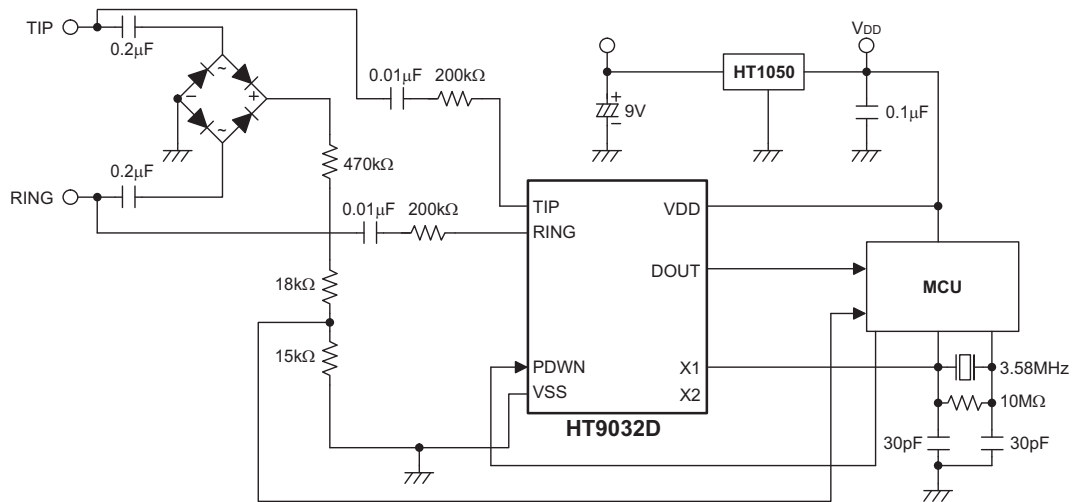 TIP
0.2μF
~
−
+
~
0.2μF
RING
0.01μF
200kΩ
470kΩ
0.01μF
200kΩ
18kΩ
15kΩ
+
−
9V
HT1050
VDD
0.1μF
TIP
RING
PDWN
VSS
VDD
DOUT
X1
X2
HT9032D
MCU
3.58MHz
10MΩ
30pF
30pF